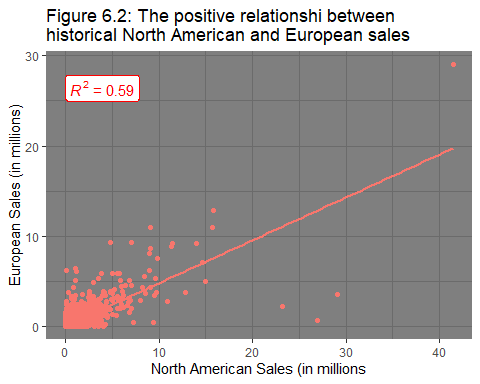 Figure 6.2: The positive relationshi between
historical North American and European sales
30
R² = 0.59
20
10
0
European Sales (in millions)
0 10 20 30 40
North American Sales (in millions